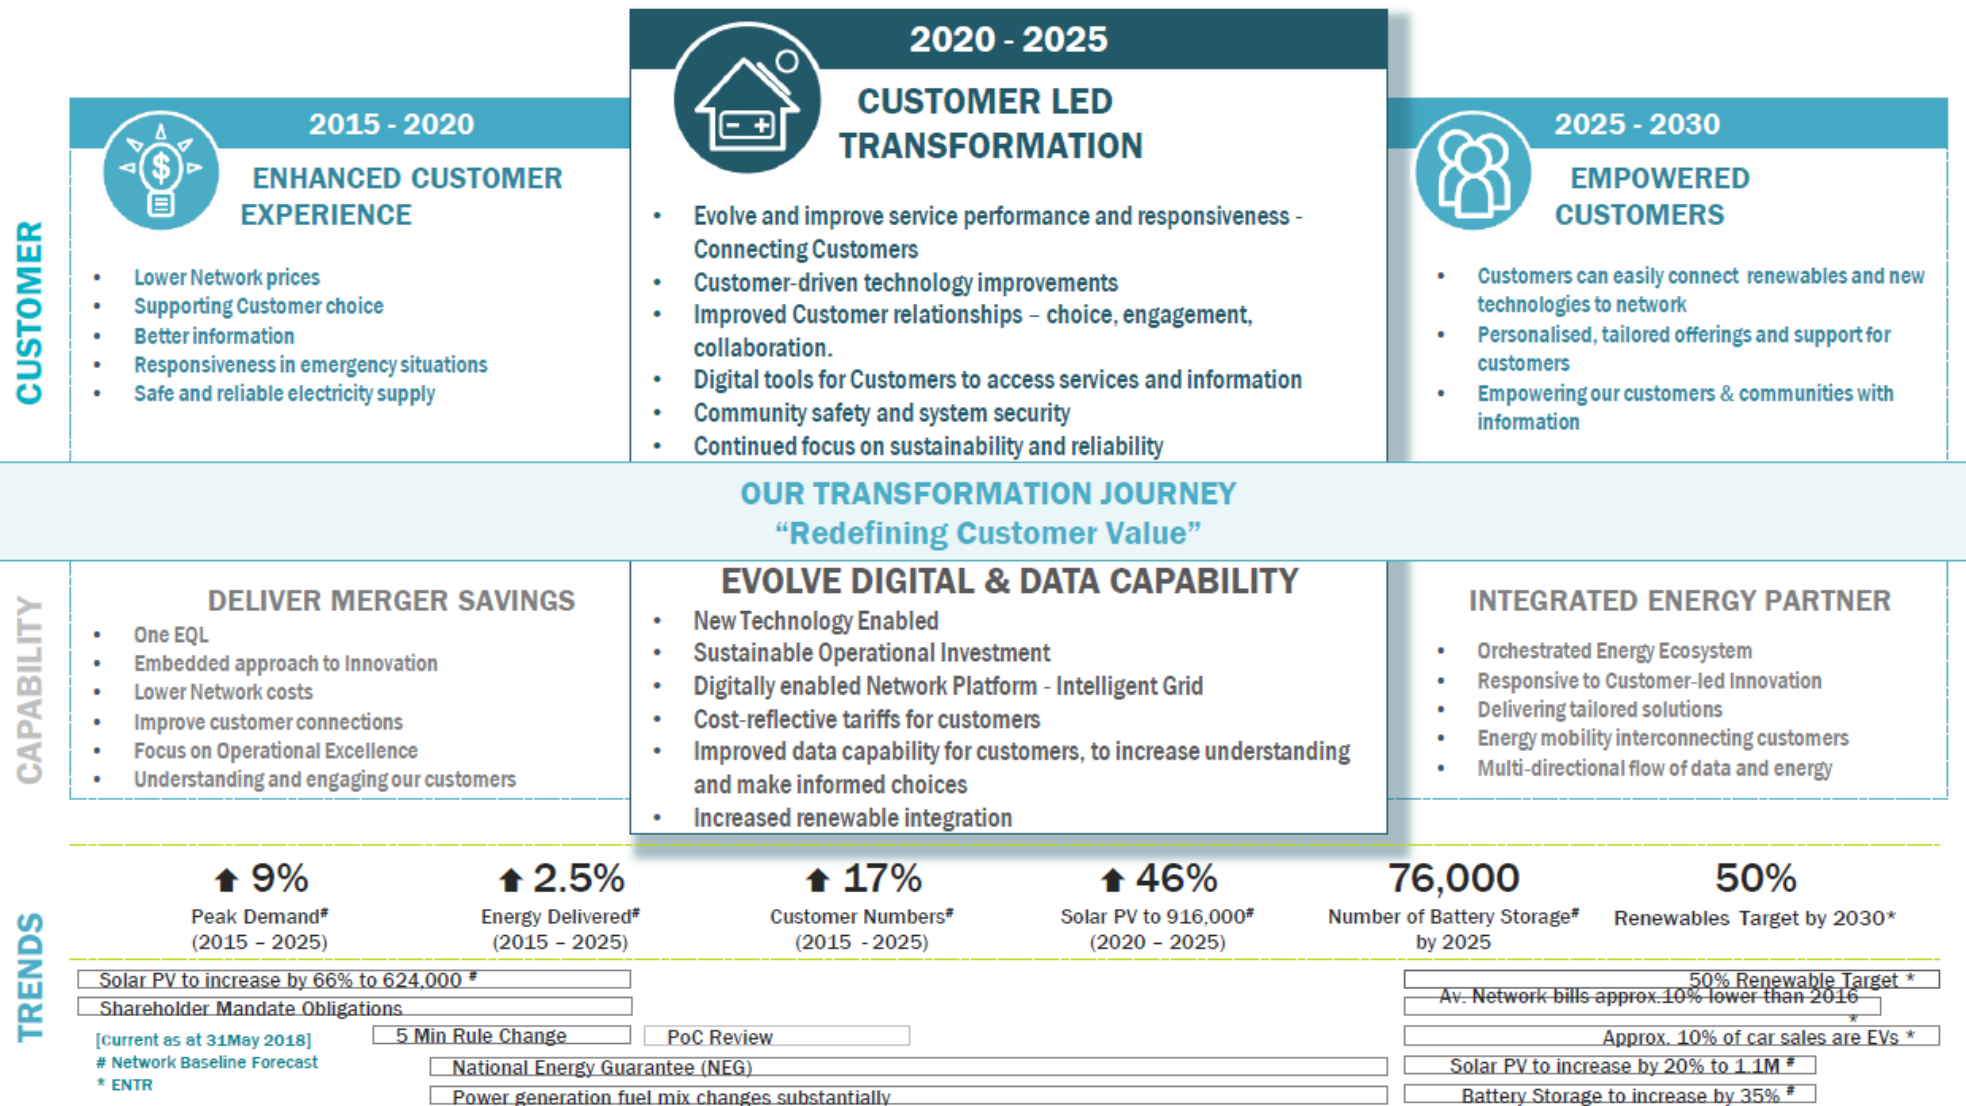 2015 - 2020
ENHANCED CUSTOMER
EXPERIENCE
• Lower Network prices
• Supporting Customer choice
• Better information
• Responsiveness in emergency situations
• Safe and reliable electricity supply
2020 - 2025
CUSTOMER LED
TRANSFORMATION
• Evolve and improve service performance and responsiveness -
Connecting Customers
• Customer-driven technology improvements
• Improved Customer relationships – choice, engagement,
collaboration.
• Digital tools for Customers to access services and information
• Community safety and system security
• Continued focus on sustainability and reliability
2025 - 2030
EMPOWERED
CUSTOMERS
• Customers can easily connect renewables and new
technologies to network
• Personalised, tailored offerings and support for
customers
• Empowering our customers & communities with
information
CUSTOMER
OUR TRANSFORMATION JOURNEY
“Redefining Customer Value”
CAPABILITY
DELIVER MERGER SAVINGS
• One EQL
• Embedded approach to Innovation
• Lower Network costs
• Improve customer connections
• Focus on Operational Excellence
• Understanding and engaging our customers
EVOLVE DIGITAL & DATA CAPABILITY
• New Technology Enabled
• Sustainable Operational Investment
• Digitally enabled Network Platform - Intelligent Grid
• Cost-reflective tariffs for customers
• Improved data capability for customers, to increase understanding
and make informed choices
• Increased renewable integration
INTEGRATED ENERGY PARTNER
• Orchestrated Energy Ecosystem
• Responsive to Customer-led Innovation
• Delivering tailored solutions
• Energy mobility interconnecting customers
• Multi-directional flow of data and energy
TRENDS
9%
Peak Demand#
(2015 – 2025)
2.5%
Energy Delivered#
(2015 – 2025)
17%
Customer Numbers#
(2015 - 2025)
46%
Solar PV to 916,000#
(2020 – 2025)
76,000
Number of Battery Storage#
by 2025
50%
Renewables Target by 2030*
Solar PV to increase by 66% to 624,000 #
Shareholder Mandate Obligations
5 Min Rule Change
PoC Review
National Energy Guarantee (NEG)
Power generation fuel mix changes substantially
[Current as at 31May 2018]
# Network Baseline Forecast
* ENTR
50% Renewable Target *
Av. Network bills approx.10% lower than 2016
*
Approx. 10% of car sales are EVs *
Solar PV to increase by 20% to 1.1M #
Battery Storage to increase by 35% #